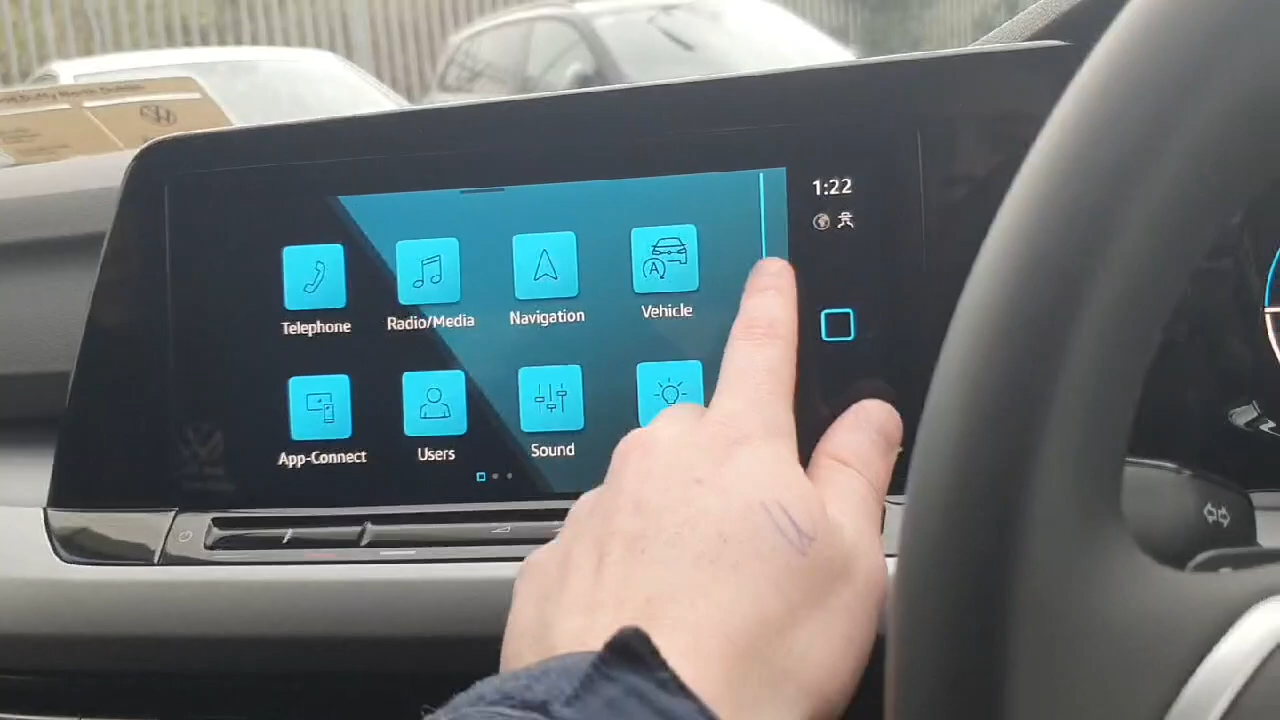 1:22
Telephone
Radio/Media
Navigation
Vehicle
App-Connect
Users
Sound